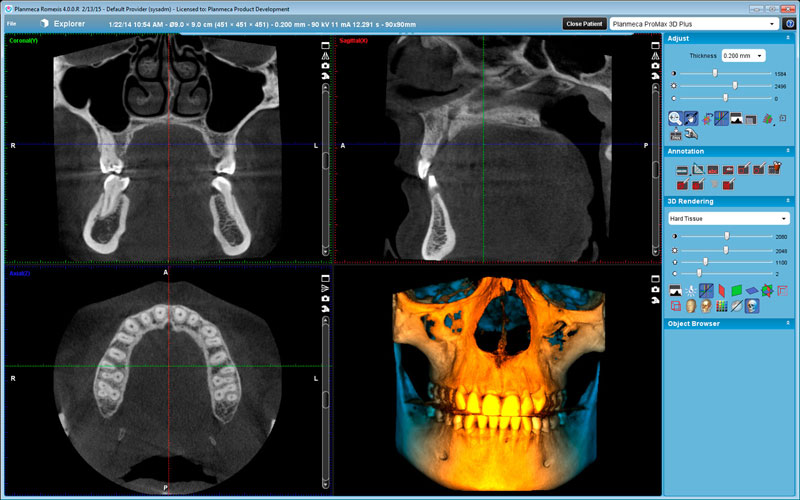 Planmeca Romexis 4.0.0.R 2/13/15 - Default Provider (sysadm) - Licensed to: Planmeca Product Development
File
Explorer
1/22/14 10:54 AM - Ø9.0 × 9.0 cm (451 × 451 × 451) - 0.200 mm - 90 kV 11 mA 12.291 s - 90x90mm
Close Patient
Planmeca ProMax 3D Plus
Coronal(Y)
R
L
Sagittal(X)
A
P
Axial(Z)
A
R
L
P
Adjust
Thickness
0.200 mm
1584
2496
0
Annotation
3D Rendering
Hard Tissue
2080
2048
1100
2
Object Browser